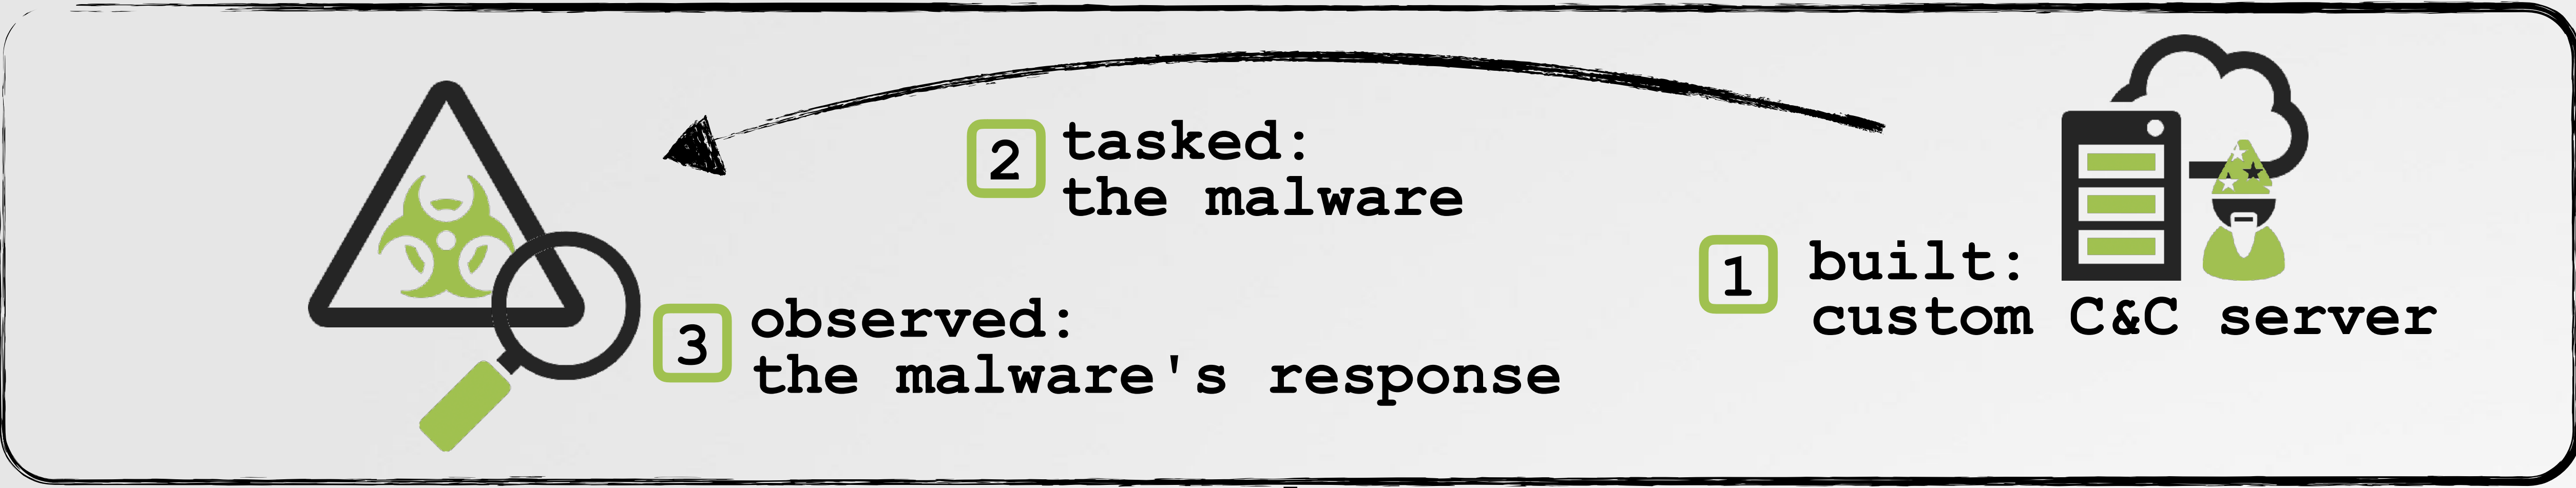 2 tasked:
the malware
1 built:
custom C&C server
3 observed:
the malware's response